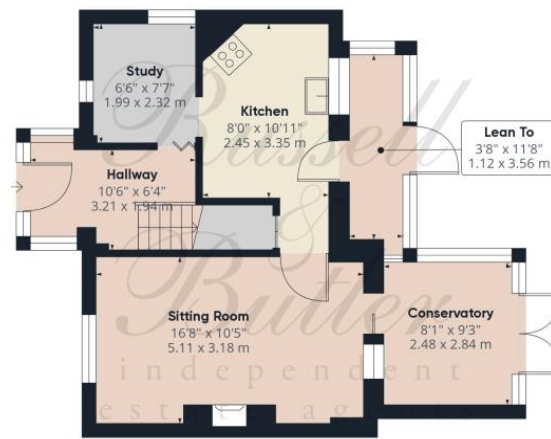 Study
6'6" x 7'7"
1.99 x 2.32 m
Kitchen
8'0" x 10'11"
2.45 x 3.35 m
Lean To
3'8" x 11'8"
1.12 x 3.56 m
Hallway
10'6" x 6'4"
3.21 x 1.94 m
Sitting Room
16'8" x 10'5"
5.11 x 3.18 m
Conservatory
8'1" x 9'3"
2.48 x 2.84 m
Russell
&
Butler
independent
estate agents